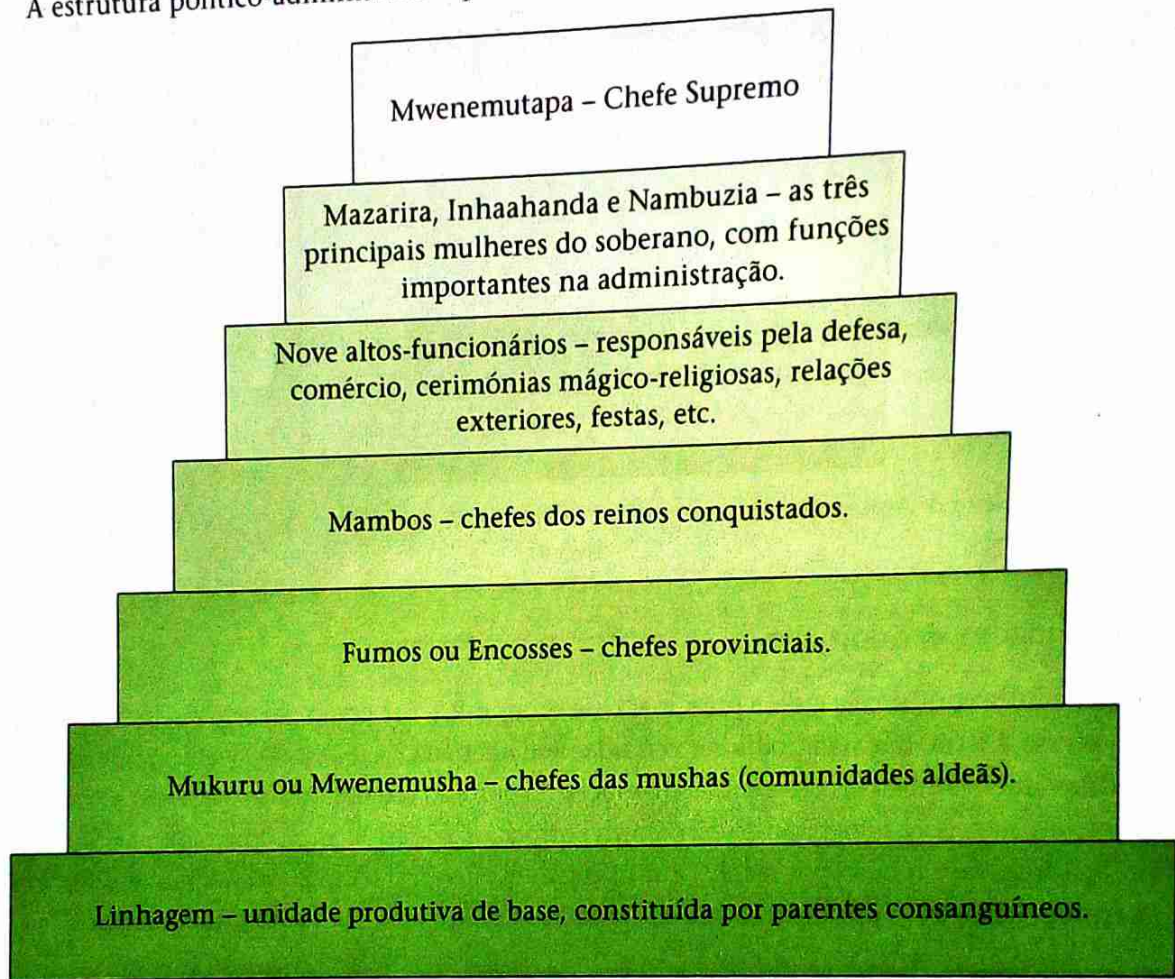 A estrutura político-
Mwenemutapa – Chefe Supremo
Mazarira, Inhaahanda e Nambuzia – as três
principais mulheres do soberano, com funções
importantes na administração.
Nove altos-funcionários – responsáveis pela defesa,
comércio, cerimónias mágico-religiosas, relações
exteriores, festas, etc.
Mambos – chefes dos reinos conquistados.
Fumos ou Encosses – chefes provinciais.
Mukuru ou Mwenemusha – chefes das mushas (comunidades aldeãs).
Linhagem – unidade produtiva de base, constituída por parentes consanguíneos.